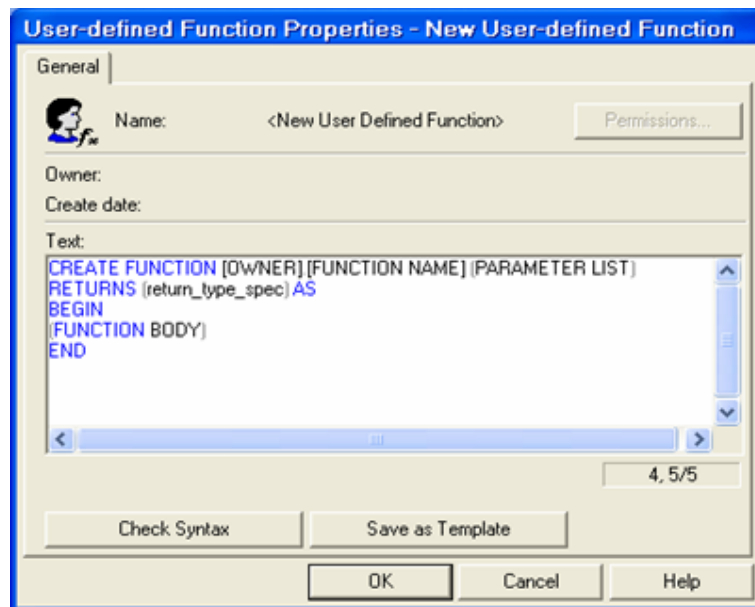 User-defined Function Properties - New User-defined Function
General
Name: <New User Defined Function> Permissions...
Owner:
Create date:
Text:
CREATE FUNCTION [OWNER].[FUNCTION NAME] (PARAMETER LIST)
RETURNS (return_type_spec) AS
BEGIN
(FUNCTION BODY)
END
4, 5/5
Check Syntax Save as Template
OK Cancel Help